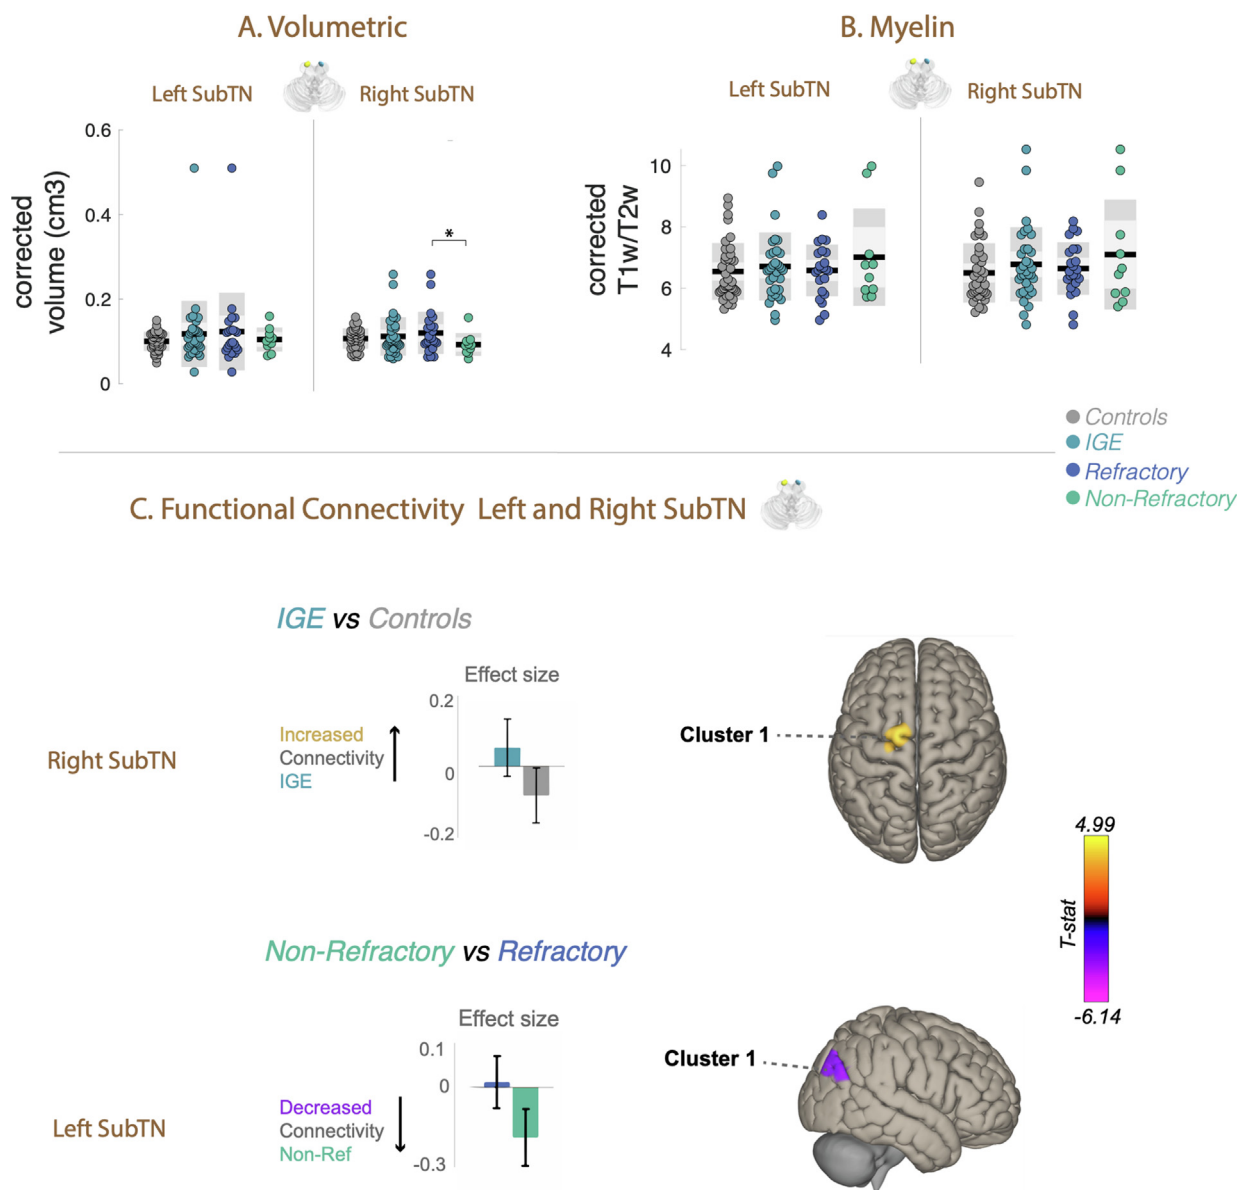 A. Volumetric
B. Myelin
Left SubTN
Right SubTN
Left SubTN
Right SubTN
0.6
0.4
0.2
0
corrected
volume (cm3)
*
10
8
6
4
corrected
T1w/T2w
Controls
IGE
Refractory
Non-Refractory
C. Functional Connectivity Left and Right SubTN
IGE vs Controls
Effect size
0.2
0
-0.2
Increased
Connectivity
IGE
Right SubTN
Cluster 1
4.99
T-stat
-6.14
Non-Refractory vs Refractory
Effect size
0.1
0
-0.3
Decreased
Connectivity
Non-Ref
Left SubTN
Cluster 1